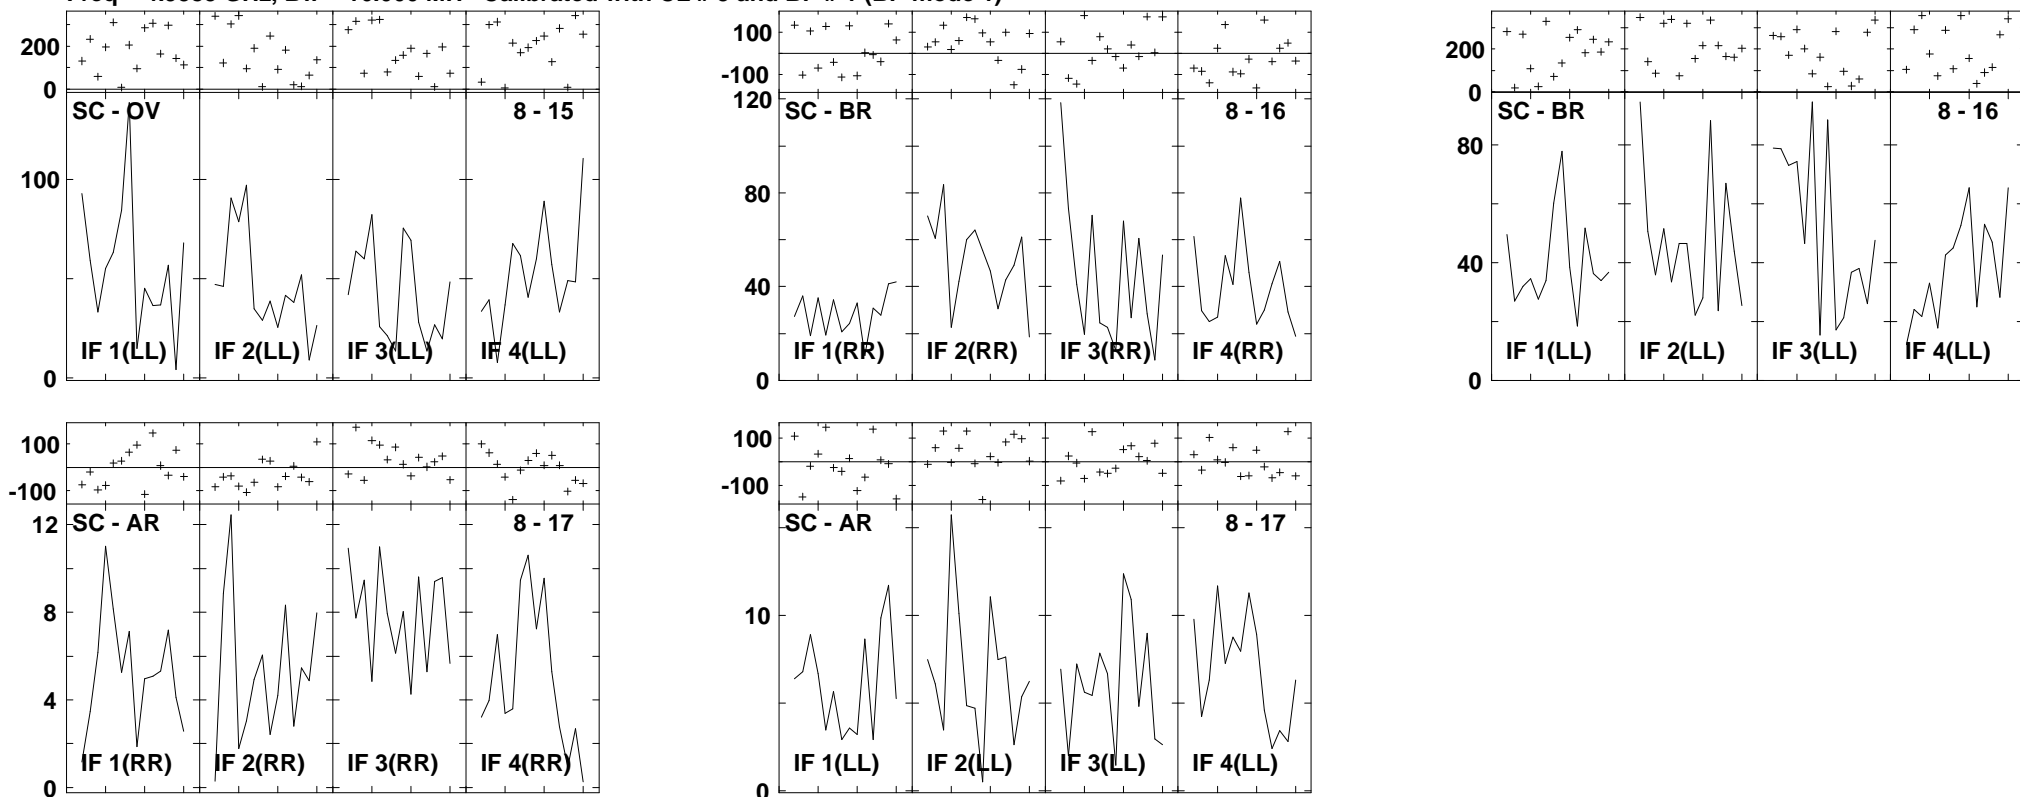 200
0
SC - OV
8 - 15
100
0
IF 1(LL)
IF 2(LL)
IF 3(LL)
IF 4(LL)
100
-100
120
SC - BR
8 - 16
80
40
0
IF 1(RR)
IF 2(RR)
IF 3(RR)
IF 4(RR)
200
0
SC - BR
8 - 16
80
40
0
IF 1(LL)
IF 2(LL)
IF 3(LL)
IF 4(LL)
100
-100
SC - AR
8 - 17
12
8
4
0
IF 1(RR)
IF 2(RR)
IF 3(RR)
IF 4(RR)
100
-100
SC - AR
8 - 17
10
0
IF 1(LL)
IF 2(LL)
IF 3(LL)
IF 4(LL)